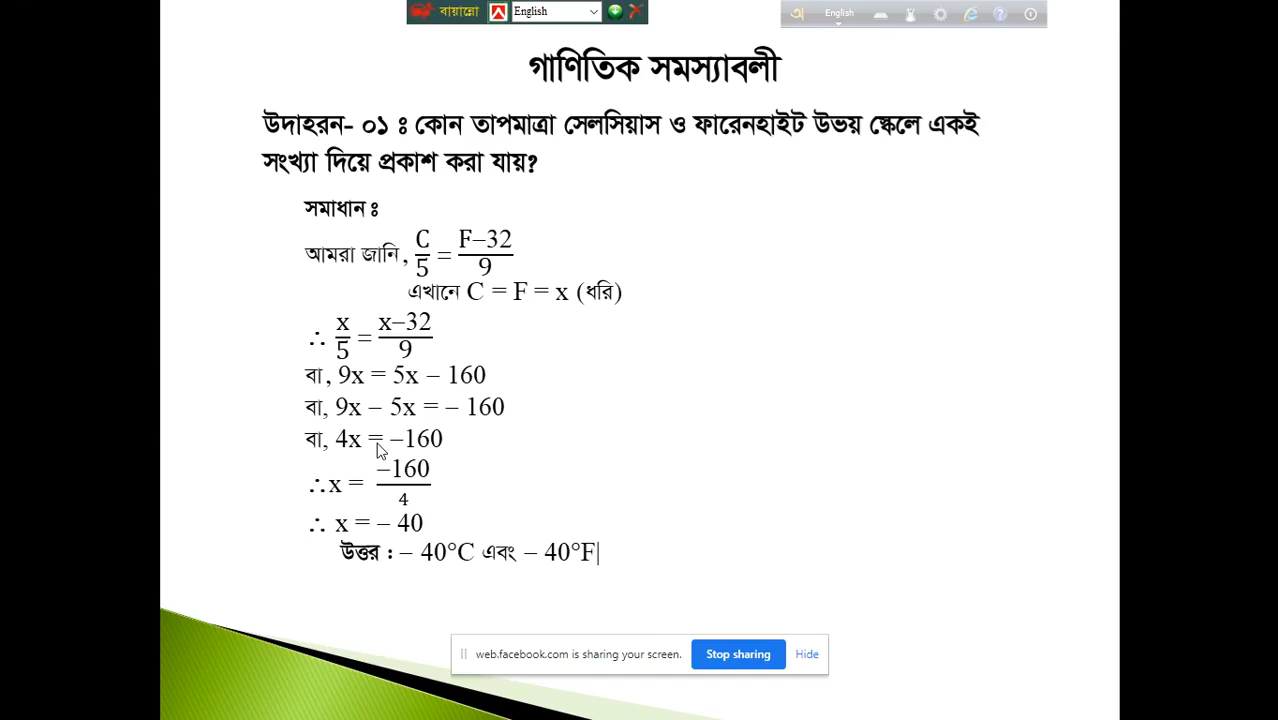 বায়ান্নো English
অ English
গাণিতিক সমস্যাবলী
উদাহরন- ০১ ঃ কোন তাপমাত্রা সেলসিয়াস ও ফারেনহাইট উভয় স্কেলে একই
সংখ্যা দিয়ে প্রকাশ করা যায়?
সমাধান ঃ
আমরা জানি, C/5 = F–32/9
এখানে C = F = x (ধরি)
∴ x/5 = x–32/9
বা, 9x = 5x – 160
বা, 9x – 5x = – 160
বা, 4x = –160
∴x = –160/4
∴ x = – 40
উত্তর : – 40°C এবং – 40°F|
web.facebook.com is sharing your screen. Stop sharing Hide